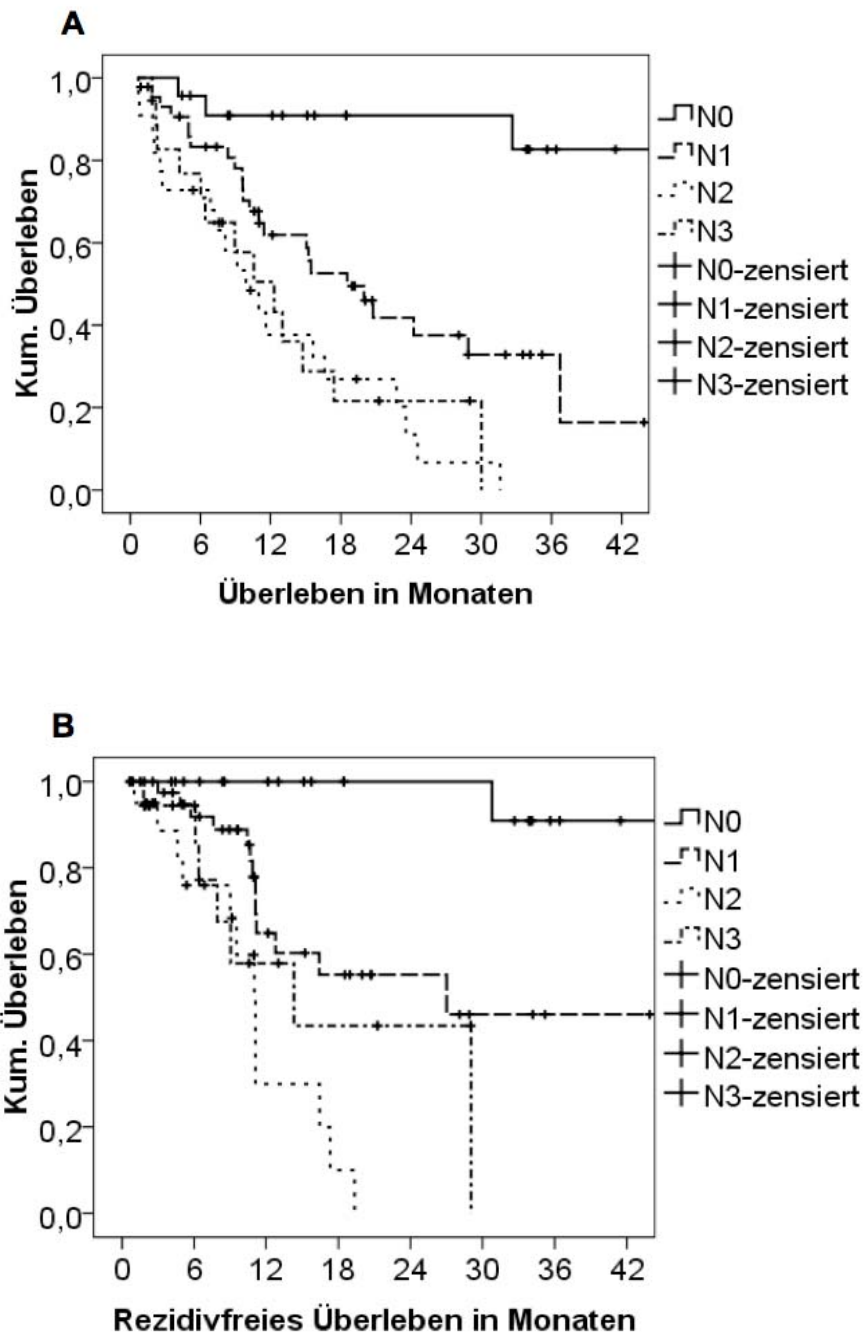 A
1,0
0,8
0,6
0,4
0,2
0,0
Kum. Überleben
0 6 12 18 24 30 36 42
Überleben in Monaten
N0
N1
N2
N3
N0-zensiert
N1-zensiert
N2-zensiert
N3-zensiert
B
1,0
0,8
0,6
0,4
0,2
0,0
Kum. Überleben
0 6 12 18 24 30 36 42
Rezidivfreies Überleben in Monaten
N0
N1
N2
N3
N0-zensiert
N1-zensiert
N2-zensiert
N3-zensiert